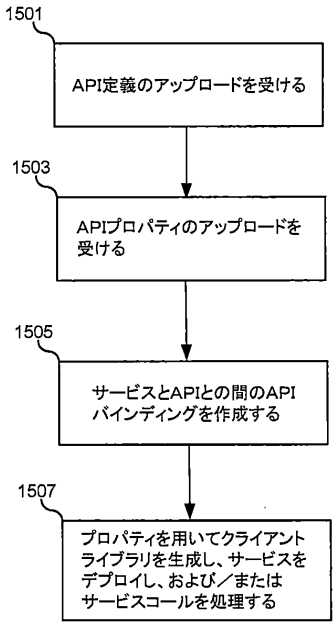 1501
API定義のアップロードを受ける
1503
APIプロパティのアップロードを
受ける
1505
サービスとAPIとの間のAPI
バインディングを作成する
1507
プロパティを用いてクライアント
ライブラリを生成し、サービスを
デプロイし、および／または
サービスコールを処理する